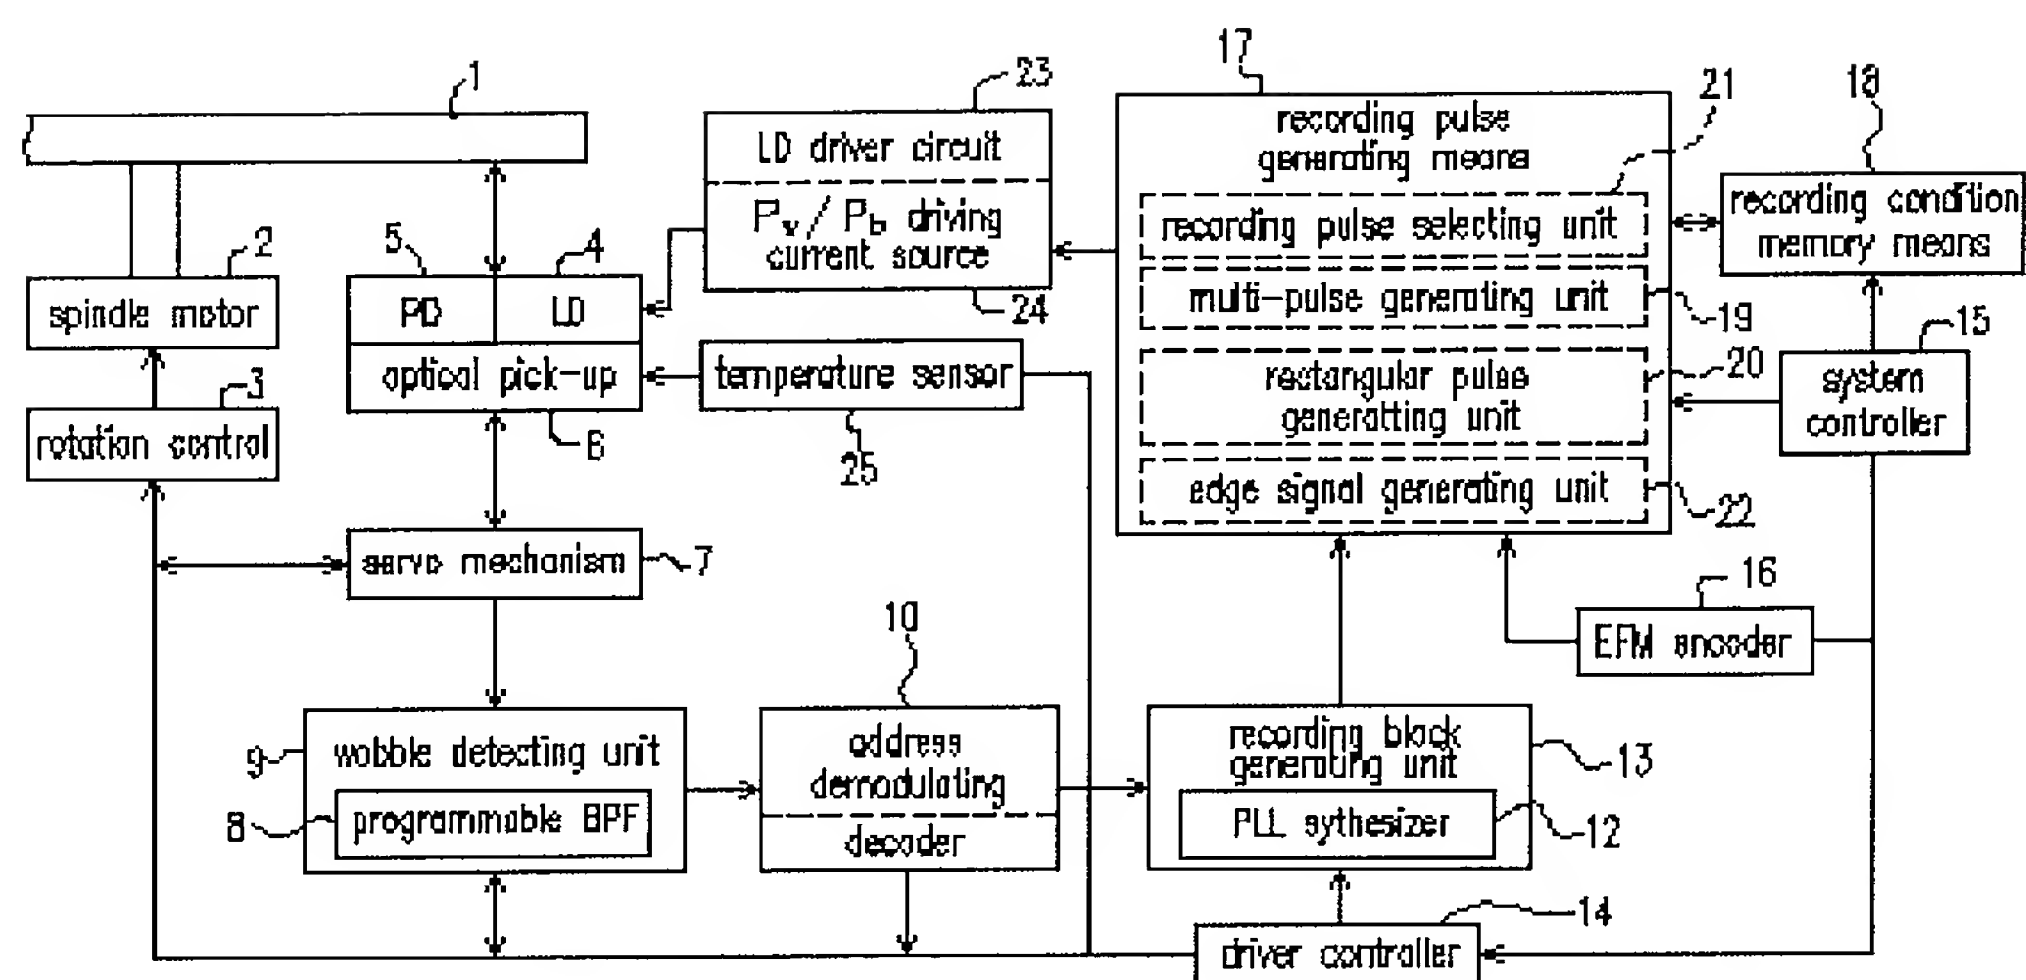 1
23
17
21
18
LD driver circuit
recording pulse
generating means
P_v / P_b driving
current source
recording pulse selecting unit
recording condition
memory means
2
5
4
24
multi-pulse generating unit
19
15
spindle motor
PD
LD
3
optical pick-up
temperature sensor
rectangular pulse
generatting unit
20
system
controller
rotation control
6
25
edge signal generating unit
22
servo mechanism
7
16
10
EFM encoder
9
wobble detecting unit
address
demodulating
recording block
generating unit
13
8
programmable BPF
decoder
PLL sythesizer
12
14
driver controller